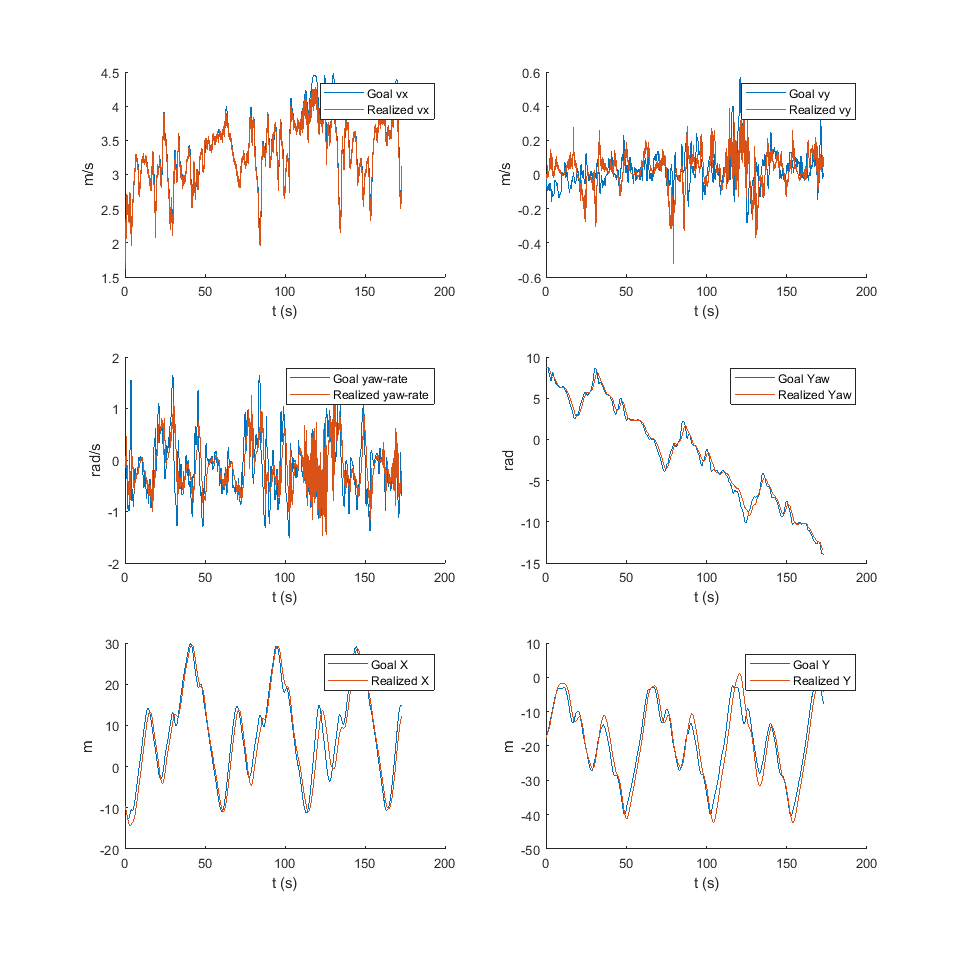 4.5
4
3.5
3
2.5
2
1.5
m/s
Goal vx
Realized vx
0 50 100 150 200
t (s)
0.6
0.4
0.2
0
-0.2
-0.4
-0.6
m/s
Goal vy
Realized vy
0 50 100 150 200
t (s)
2
1
0
-1
-2
rad/s
Goal yaw-rate
Realized yaw-rate
0 50 100 150 200
t (s)
10
5
0
-5
-10
-15
rad
Goal Yaw
Realized Yaw
0 50 100 150 200
t (s)
30
20
10
0
-10
-20
m
Goal X
Realized X
0 50 100 150 200
t (s)
10
0
-10
-20
-30
-40
-50
m
Goal Y
Realized Y
0 50 100 150 200
t (s)